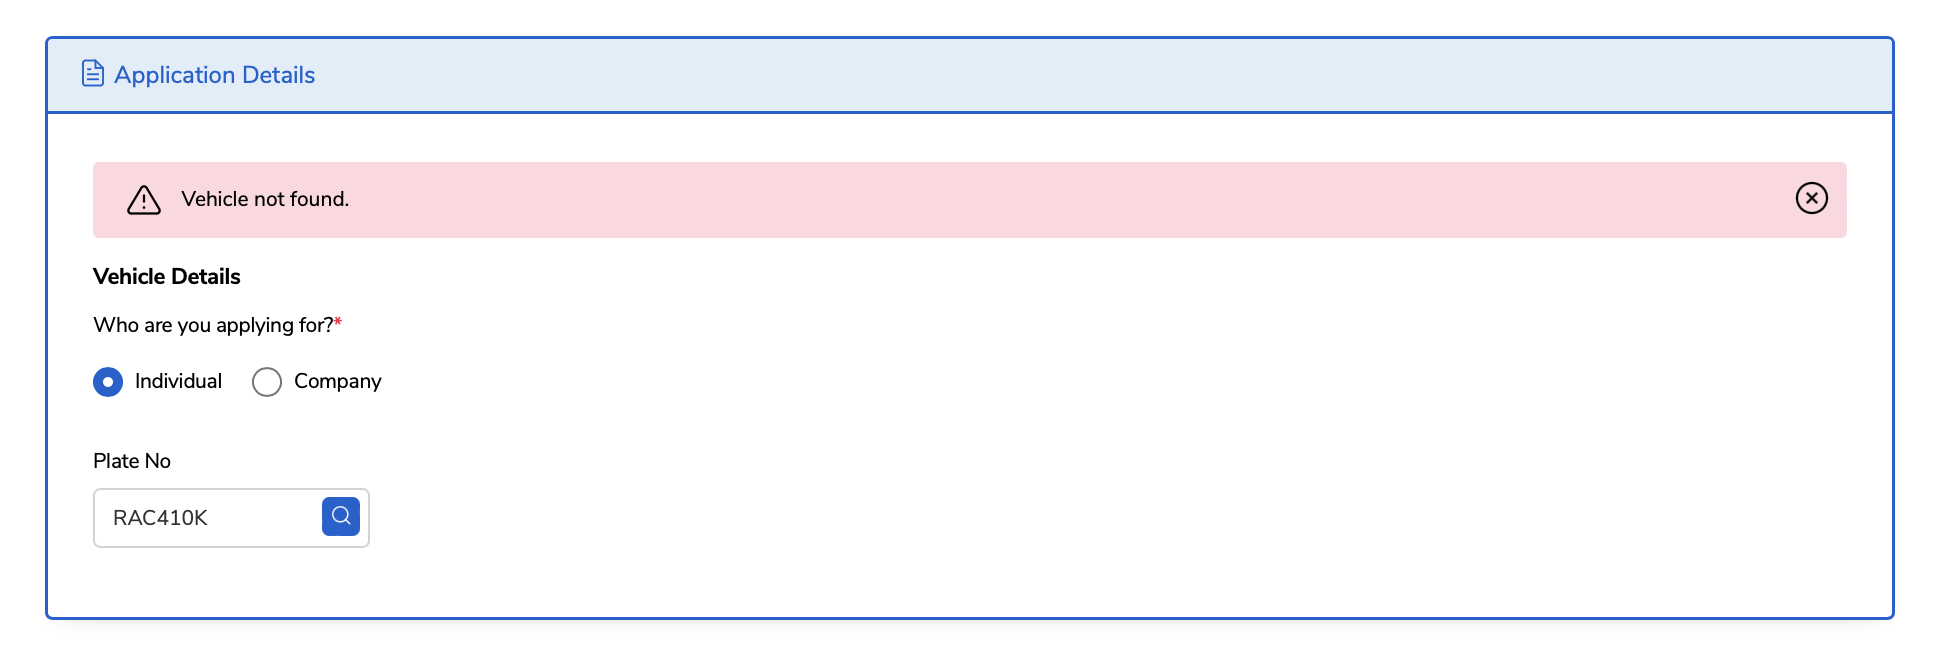 Application Details
Vehicle not found.
Vehicle Details
Who are you applying for?*
Individual Company
Plate No
RAC410K